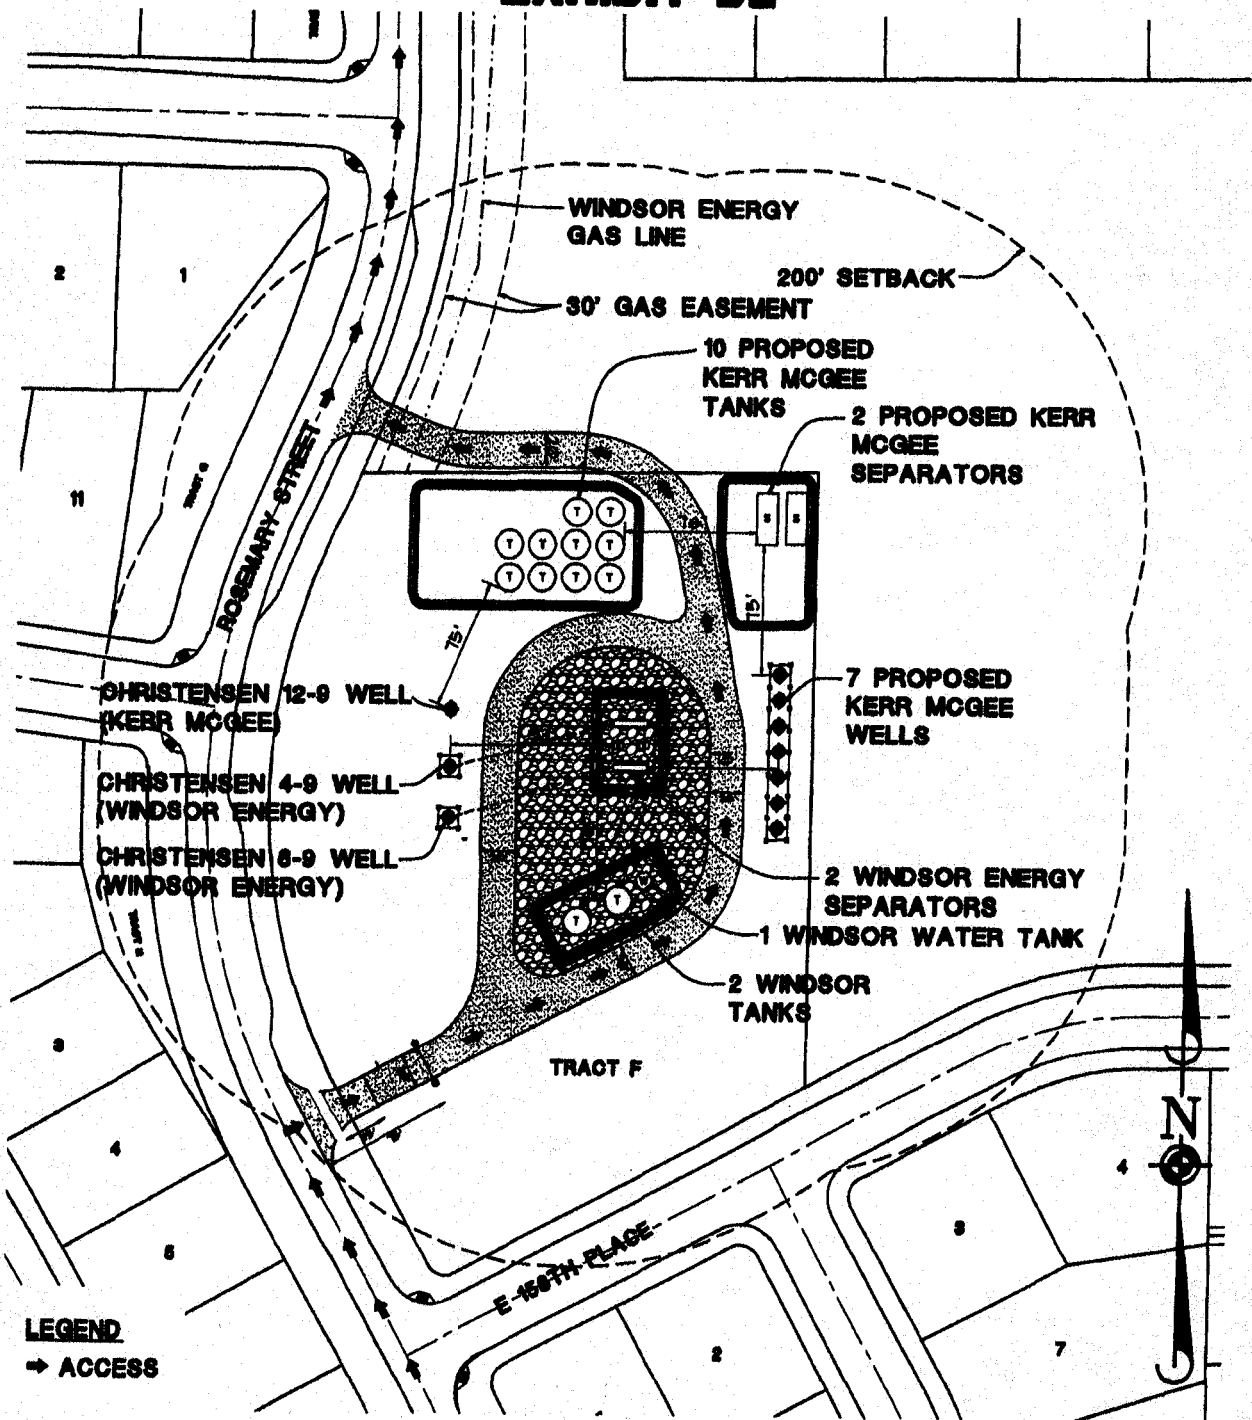 WINDSOR ENERGY
GAS LINE
200' SETBACK
30' GAS EASEMENT
10 PROPOSED
KERR MCGEE
TANKS
2 PROPOSED KERR
MCGEE
SEPARATORS
2
1
11
ROSEMARY STREET
T T
T T T T
T T T T
75'
75'
CHRISTENSEN 12-9 WELL
(KERR MCGEE)
CHRISTENSEN 4-9 WELL
(WINDSOR ENERGY)
CHRISTENSEN 6-9 WELL
(WINDSOR ENERGY)
7 PROPOSED
KERR MCGEE
WELLS
2 WINDSOR ENERGY
SEPARATORS
1 WINDSOR WATER TANK
2 WINDSOR
TANKS
T T
TRACT F
3
4
5
N
4
3
7
2
E 159TH PLACE
LEGEND
ACCESS